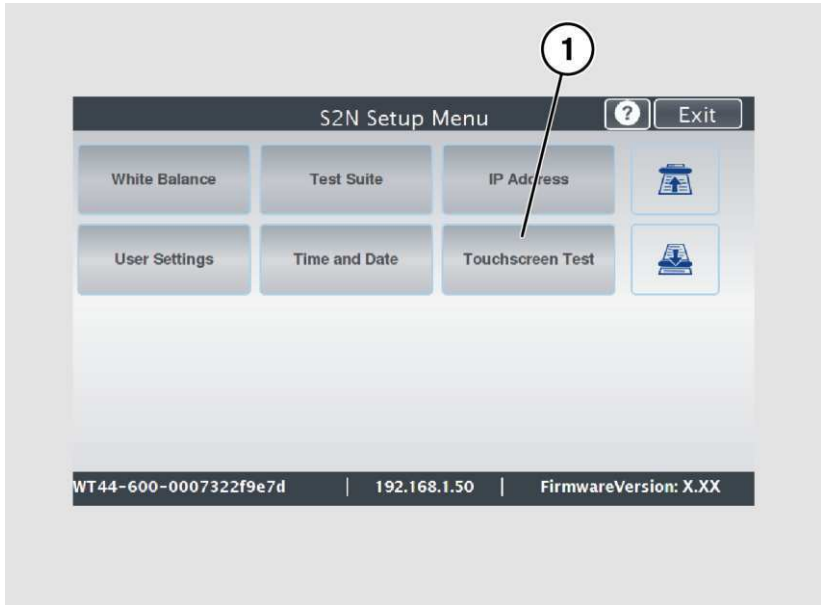 1
S2N Setup Menu ? Exit
White Balance Test Suite IP Address
User Settings Time and Date Touchscreen Test
WT44-600-0007322f9e7d | 192.168.1.50 | FirmwareVersion: X.XX